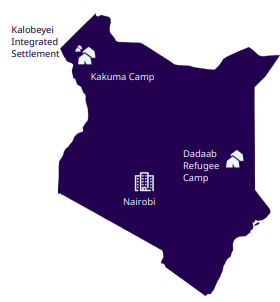 Kalobeyei
Integrated
Settlement
Kakuma Camp
Dadaab
Refugee
Camp
Nairobi